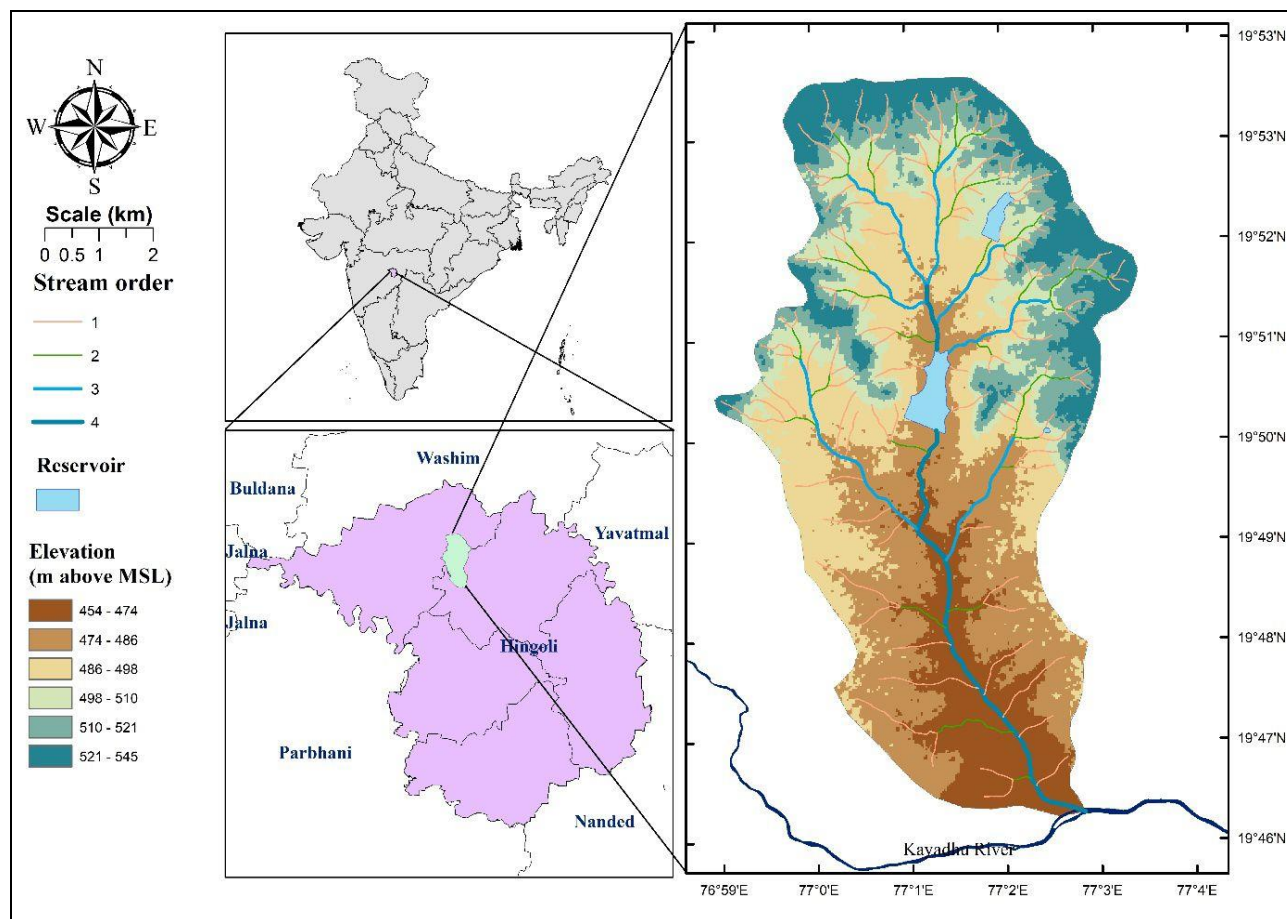 N
W
E
S
Scale (km)
0 0.5 1 2
Stream order
1
2
3
4
Reservoir
Elevation
(m above MSL)
454 - 474
474 - 486
486 - 498
498 - 510
510 - 521
521 - 545
Washim
Buldana
Yavatmal
Jalna
Jalna
Hingoli
Parbhani
Nanded
19°53'N
19°53'N
19°52'N
19°51'N
19°50'N
19°49'N
19°48'N
19°47'N
19°46'N
Kayadhu River
76°59'E 77°0'E 77°1'E 77°2'E 77°3'E 77°4'E